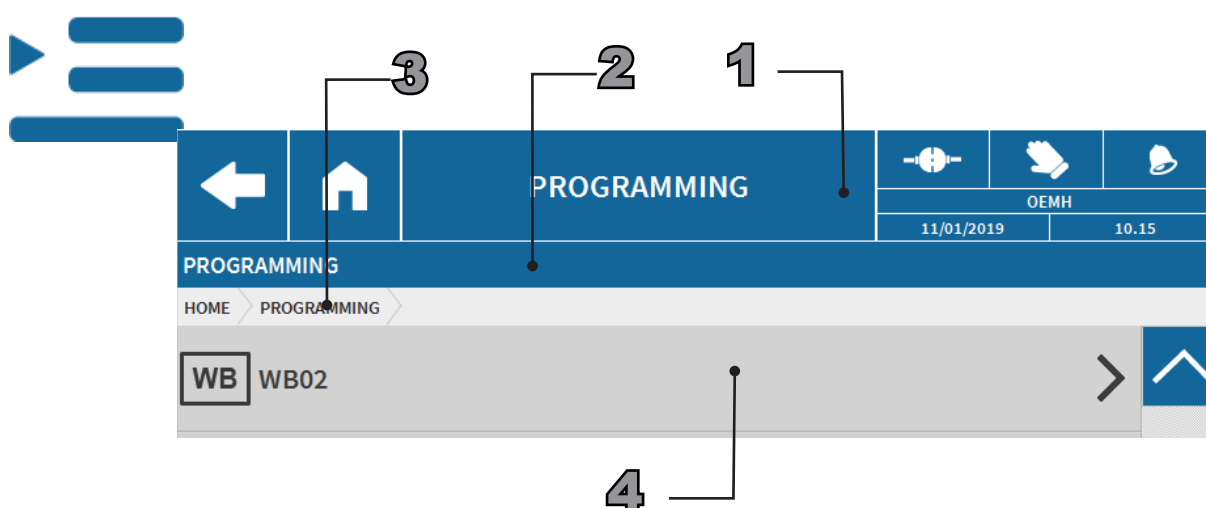 3 2 1
PROGRAMMING
OEMH
11/01/2019 10.15
PROGRAMMING
HOME PROGRAMMING
WB WB02
4